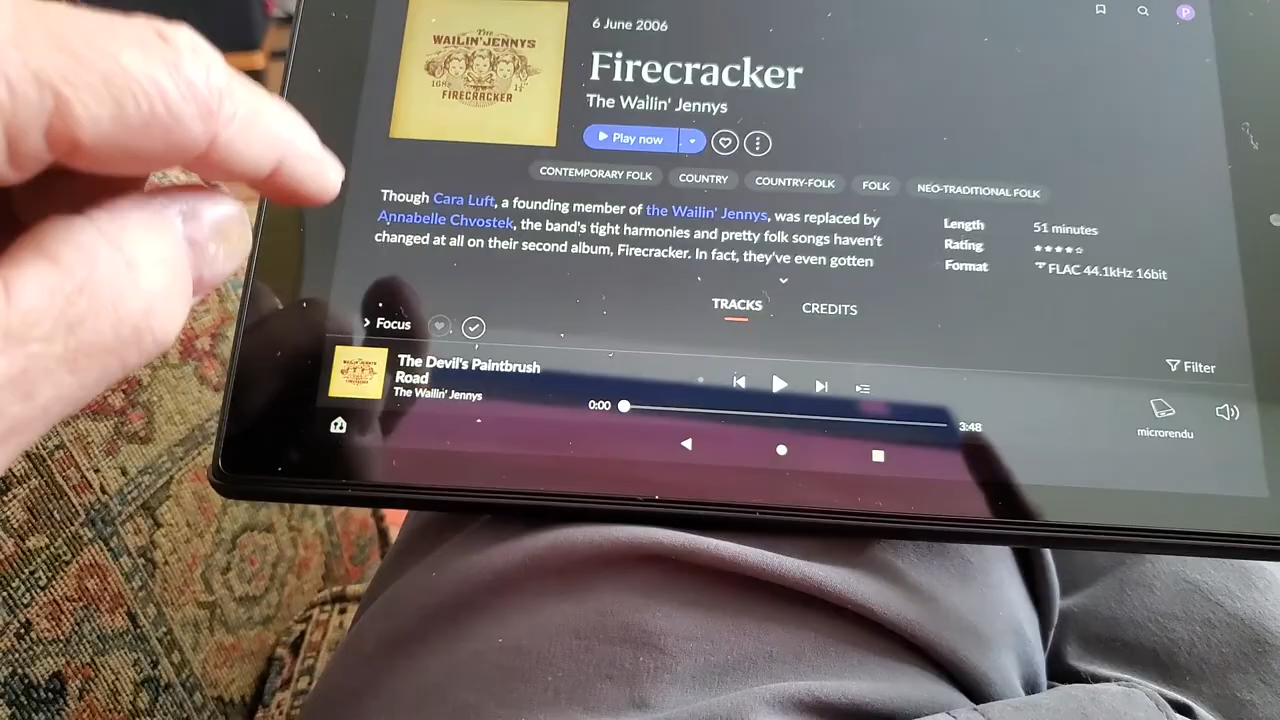 The
WAILIN' JENNYS
FIRECRACKER
6 June 2006
P
Firecracker
The Wailin' Jennys
Play now
CONTEMPORARY FOLK
COUNTRY
COUNTRY-FOLK
FOLK
NEO-TRADITIONAL FOLK
Though Cara Luft, a founding member of the Wailin' Jennys, was replaced by
Annabelle Chvostek, the band's tight harmonies and pretty folk songs haven't
changed at all on their second album, Firecracker. In fact, they've even gotten
Length 51 minutes
Rating
Format FLAC 44.1kHz 16bit
TRACKS CREDITS
Focus
Filter
The Devil's Paintbrush
Road
The Wailin' Jennys
0:00
3:48
microrendu